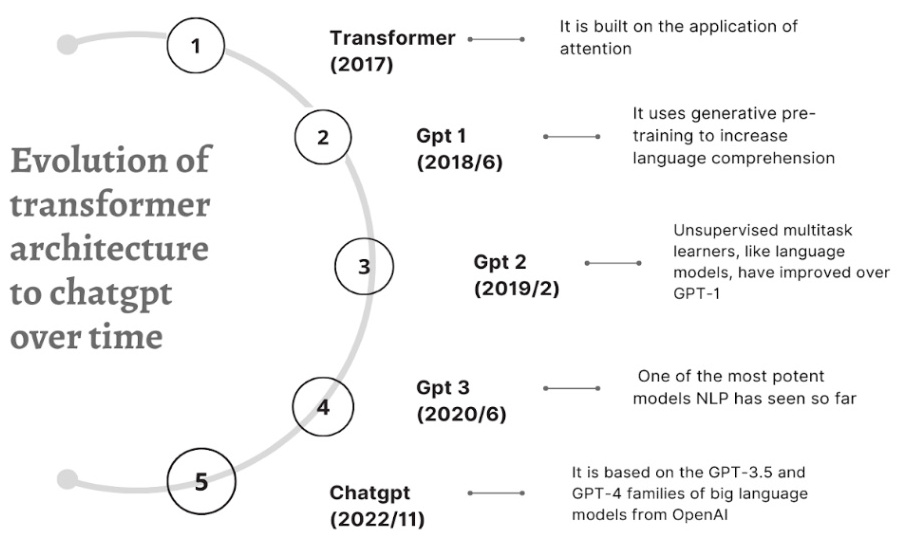 Evolution of
transformer
architecture
to chatgpt
over time
1
Transformer
(2017)
It is built on the application of
attention
2
Gpt 1
(2018/6)
It uses generative pre-
training to increase
language comprehension
3
Gpt 2
(2019/2)
Unsupervised multitask
learners, like language
models, have improved over
GPT-1
4
Gpt 3
(2020/6)
One of the most potent
models NLP has seen so far
5
Chatgpt
(2022/11)
It is based on the GPT-3.5 and
GPT-4 families of big language
models from OpenAI